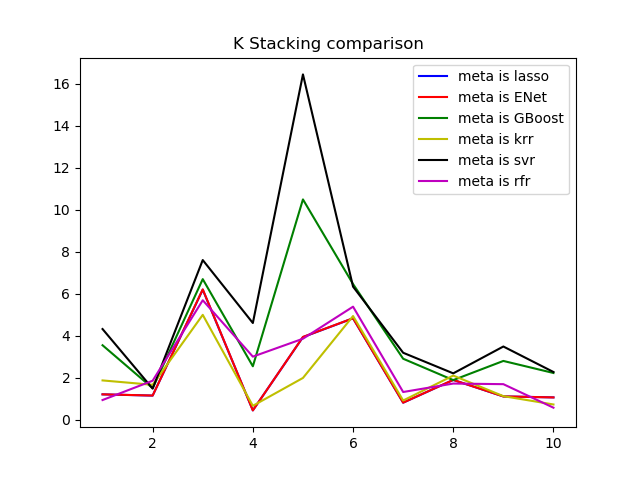 K Stacking comparison
meta is lasso
meta is ENet
meta is GBoost
meta is krr
meta is svr
meta is rfr
16
14
12
10
8
6
4
2
0
2 4 6 8 10